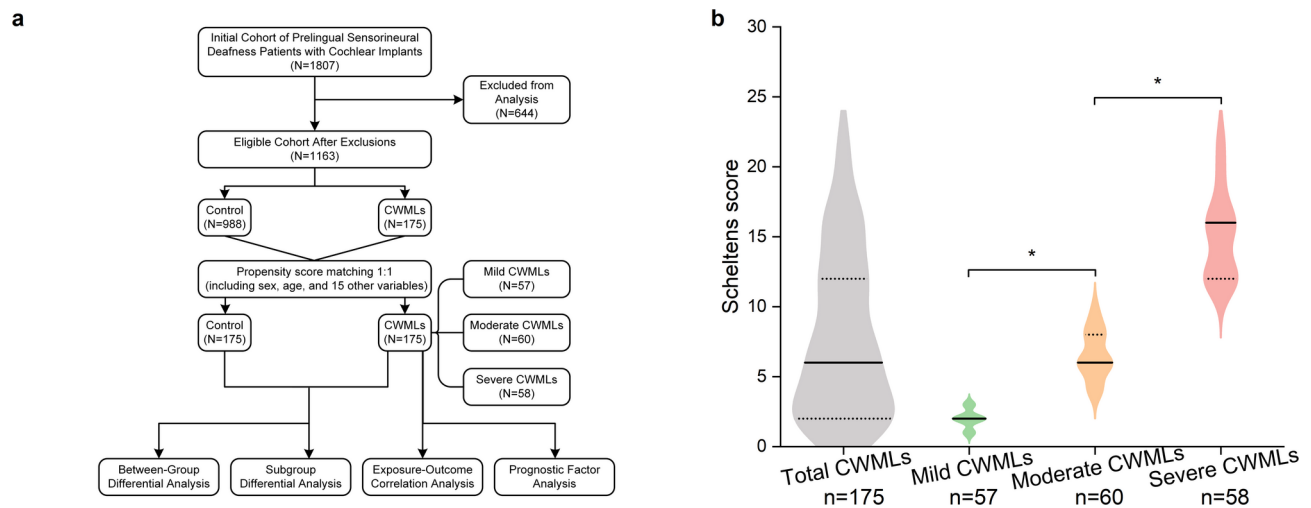 a
Initial Cohort of Prelingual Sensorineural
Deafness Patients with Cochlear Implants
(N=1807)
Excluded from
Analysis
(N=644)
Eligible Cohort After Exclusions
(N=1163)
Control
(N=988)
CWMLs
(N=175)
Propensity score matching 1:1
(including sex, age, and 15 other variables)
Control
(N=175)
CWMLs
(N=175)
Mild CWMLs
(N=57)
Moderate CWMLs
(N=60)
Severe CWMLs
(N=58)
Between-Group
Differential Analysis
Subgroup
Differential Analysis
Exposure-Outcome
Correlation Analysis
Prognostic Factor
Analysis
b
Scheltens score
30
25
20
15
10
5
0
*
*
Total CWMLs
n=175
Mild CWMLs
n=57
Moderate CWMLs
n=60
Severe CWMLs
n=58